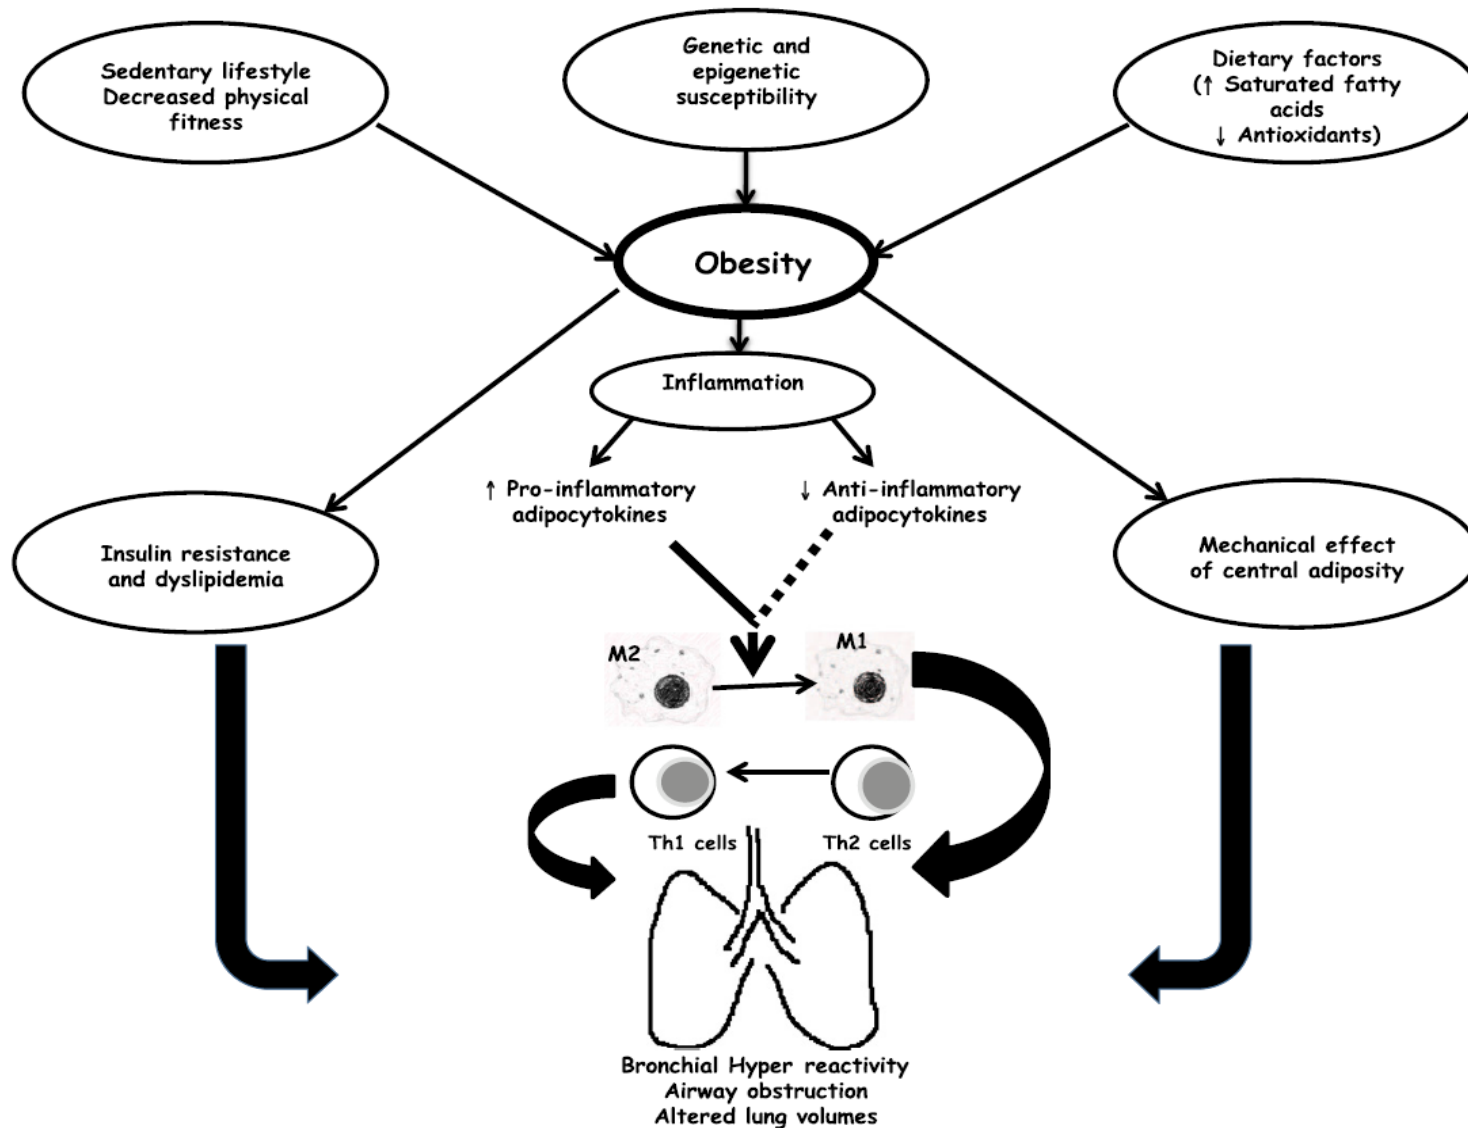 Sedentary lifestyle
Decreased physical
fitness
Genetic and
epigenetic
susceptibility
Dietary factors
(↑ Saturated fatty
acids
↓ Antioxidants)
Obesity
Inflammation
↑ Pro-inflammatory
adipocytokines
↓ Anti-inflammatory
adipocytokines
Insulin resistance
and dyslipidemia
Mechanical effect
of central adiposity
M2
M1
Th1 cells
Th2 cells
Bronchial Hyper reactivity
Airway obstruction
Altered lung volumes